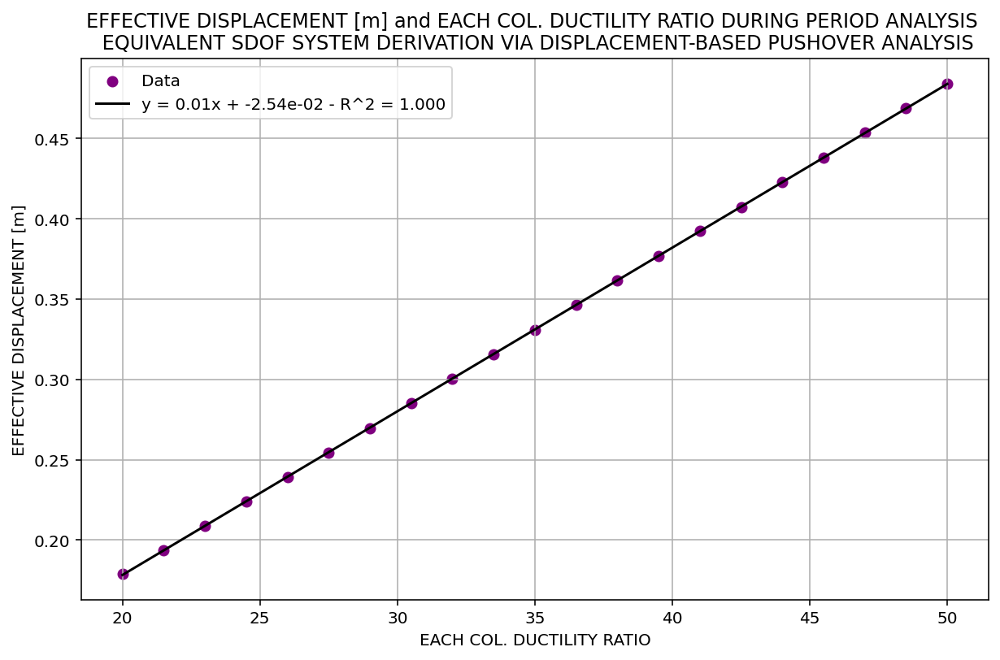 EFFECTIVE DISPLACEMENT [m] and EACH COL. DUCTILITY RATIO DURING PERIOD ANALYSIS
EQUIVALENT SDOF SYSTEM DERIVATION VIA DISPLACEMENT-BASED PUSHOVER ANALYSIS
Data
y = 0.01x + -2.54e-02 - R^2 = 1.000
EFFECTIVE DISPLACEMENT [m]
0.45
0.40
0.35
0.30
0.25
0.20
20 25 30 35 40 45 50
EACH COL. DUCTILITY RATIO